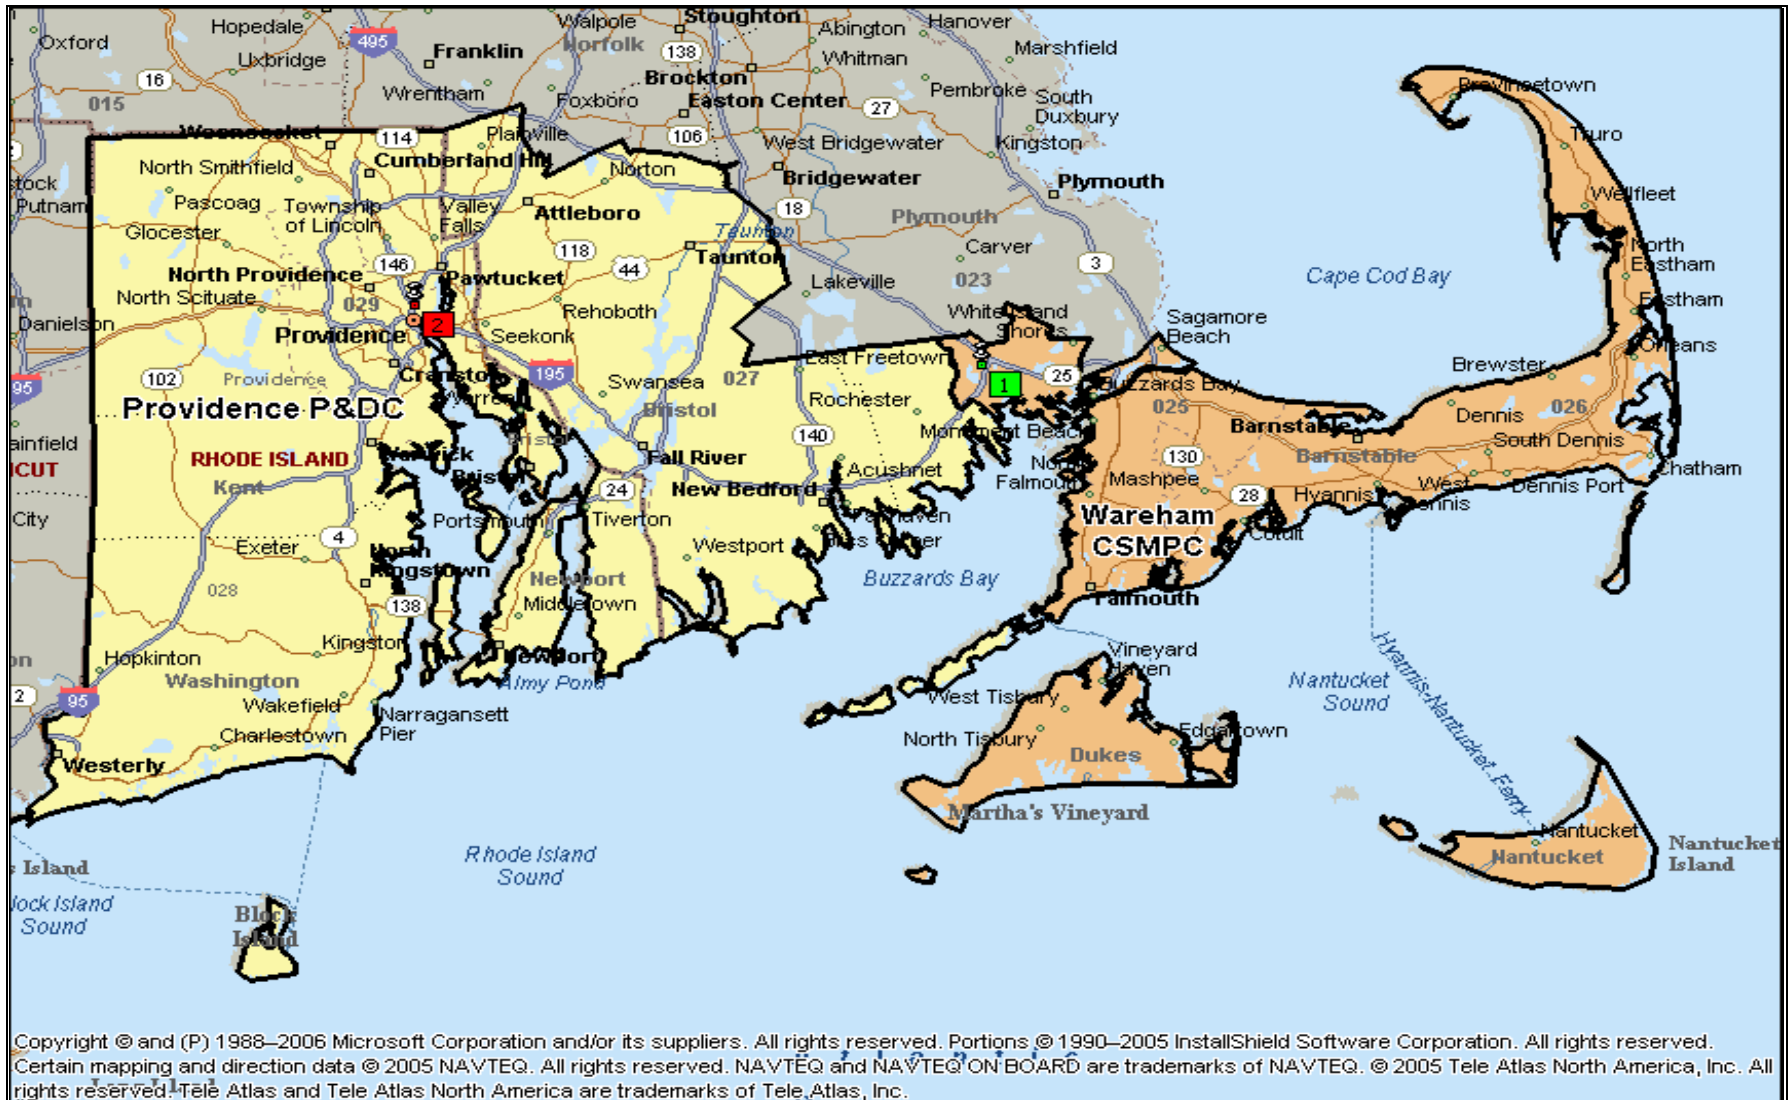 Stoughton
Walpole
Hopedale
Oxford
495
Franklin
Norfolk
138
Abington
Hanover
Marshfield
Uxbridge
16
Whitman
Brockton
Wrentham
Foxboro
Easton Center
27
Pembroke
South
Duxbury
015
Woonsocket
114
Plainville
106
West Bridgewater
Kingston
Provincetown
Truro
North Smithfield
Cumberland Hill
Norton
Bridgewater
Plymouth
Putnam
Pascoag
Township
of Lincoln
Valley
Falls
Attleboro
18
Plymouth
Wellfleet
Glocester
118
Taunton
Taunton
Carver
3
North
Eastham
North Providence
146
Pawtucket
44
Lakeville
023
Cape Cod Bay
North Scituate
029
Rehoboth
White Island
Shores
Eastham
Danielson
Providence
2
Seekonk
Sagamore
Beach
Orleans
95
102
Providence
Cranston
195
Swansea
027
East Freetown
1
25
Buzzards Bay
Brewster
Providence P&DC
Warren
Bristol
Rochester
025
026
Dennis
RHODE ISLAND
Warwick
Bristol
Fall River
140
Monument Beach
Barnstable
Barnstable
South Dennis
Kent
Bristol
24
New Bedford
Acushnet
North
Falmouth
Mashpee
130
28
Hyannis
West
Dennis
Dennis Port
Chatham
City
4
Portsmouth
Tiverton
Fairhaven
Wareham
CSMPC
Cotuit
Exeter
North
Kingstown
Westport
Buzzards Bay
028
138
Newport
Middletown
Falmouth
Kingston
Newport
Almy Pond
Vineyard
Haven
Hopkinton
Washington
95
2
Wakefield
Narragansett
Pier
West Tisbury
Nantucket
Sound
Hyannis-Nantucket Ferry
Charlestown
North Tisbury
Edgartown
Dukes
Westerly
Martha's Vineyard
Nantucket
Nantucket
Nantucket
Island
Rhode Island
Sound
Island
Sound
Block
Island
Copyright © and (P) 1988–2006 Microsoft Corporation and/or its suppliers. All rights reserved. Portions © 1990–2005 InstallShield Software Corporation. All rights reserved.
Certain mapping and direction data © 2005 NAVTEQ. All rights reserved. NAVTEQ and NAVTEQ ON BOARD are trademarks of NAVTEQ. © 2005 Tele Atlas North America, Inc. All
rights reserved. Tele Atlas and Tele Atlas North America are trademarks of Tele Atlas, Inc.